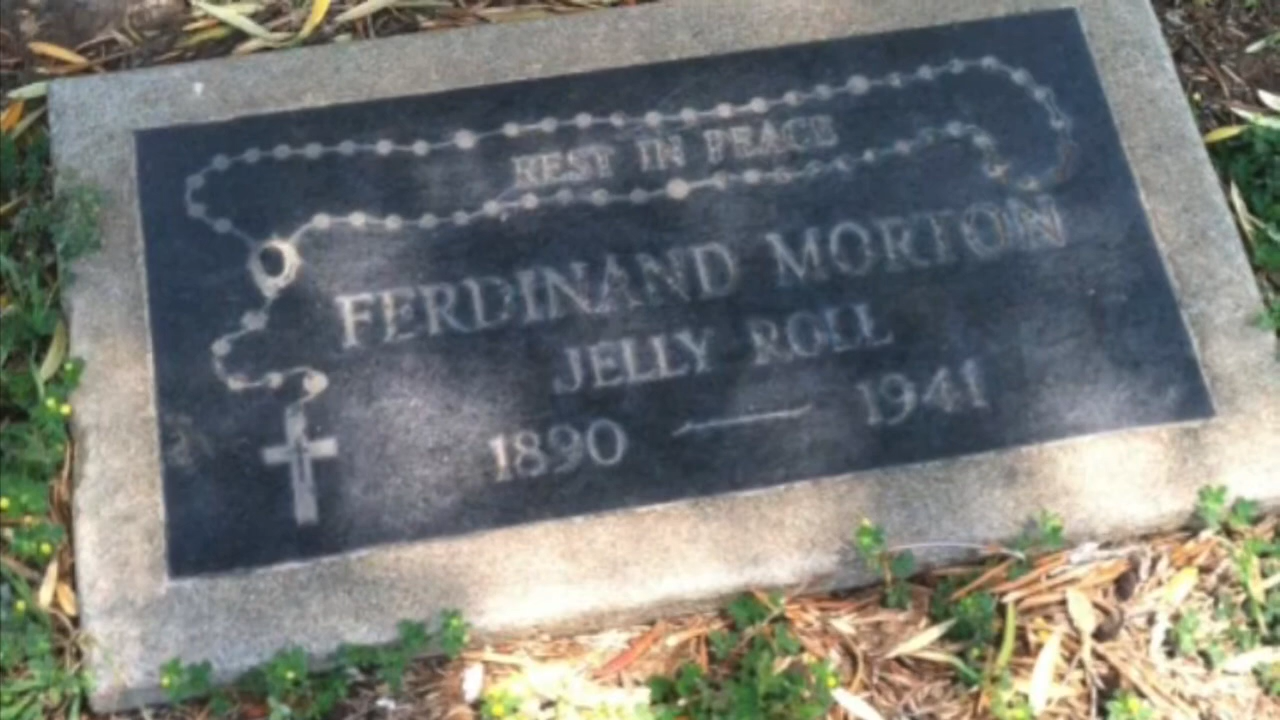 REST IN PEACE
FERDINAND MORTON
JELLY ROLL
1890 — 1941